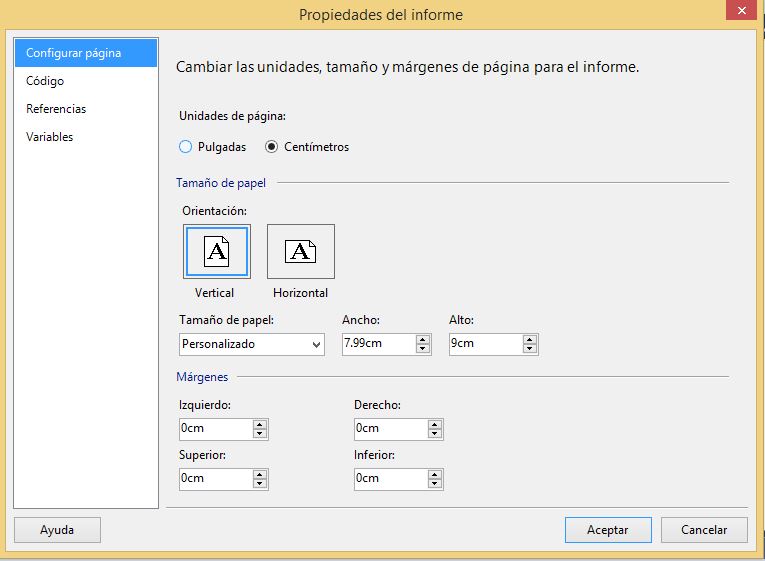 Propiedades del informe
Configurar página
Código
Referencias
Variables
Cambiar las unidades, tamaño y márgenes de página para el informe.
Unidades de página:
Pulgadas Centímetros
Tamaño de papel
Orientación:
A A
Vertical Horizontal
Tamaño de papel: Ancho: Alto:
Personalizado 7.99cm 9cm
Márgenes
Izquierdo: Derecho:
0cm 0cm
Superior: Inferior:
0cm 0cm
Ayuda Aceptar Cancelar